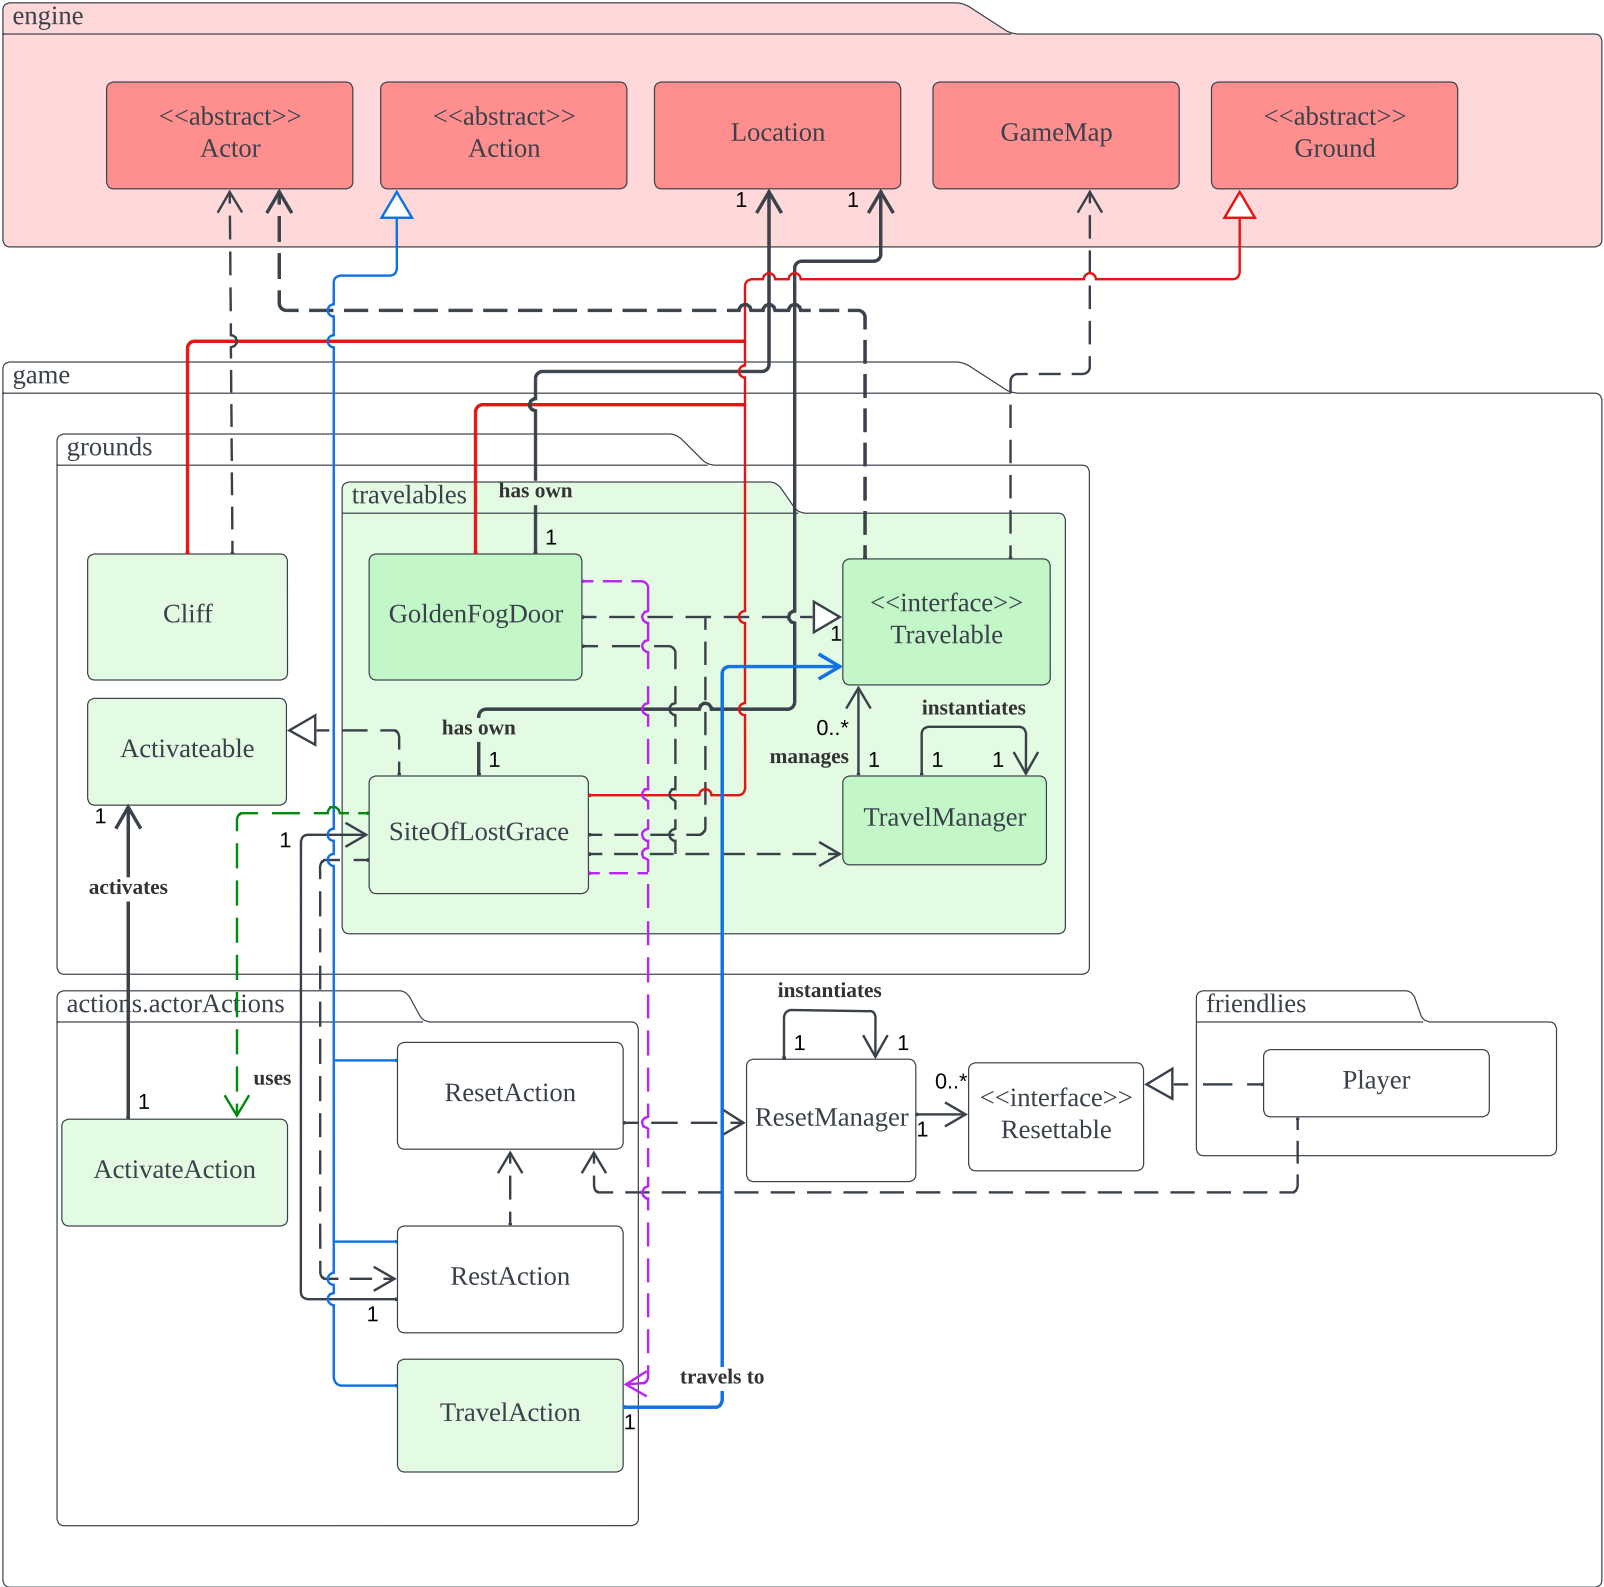 engine
<<abstract>>
Actor
<<abstract>>
Action
Location
GameMap
<<abstract>>
Ground
1
1
game
grounds
travelables
has own
1
Cliff
GoldenFogDoor
<<interface>>
Travelable
1
Activateable
has own
1
0..*
manages
1
instantiates
1
1
1
SiteOfLostGrace
TravelManager
1
activates
actions.actorActions
instantiates
1
1
friendlies
uses
1
ResetAction
ResetManager
0..*
1
<<interface>>
Resettable
Player
ActivateAction
RestAction
1
travels to
TravelAction
1